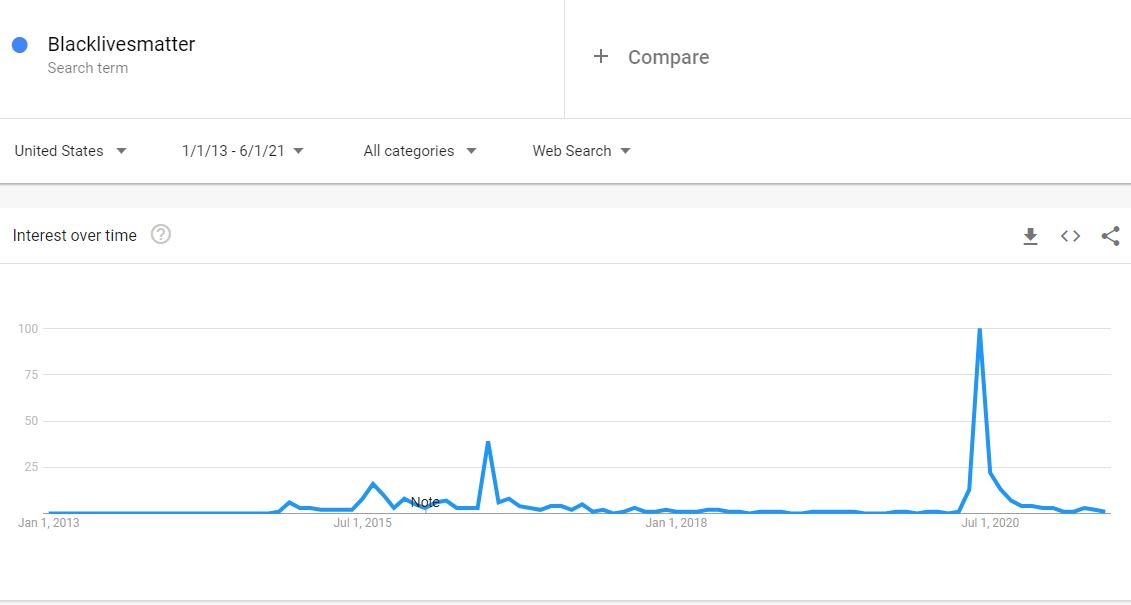 Blacklivesmatter
Search term
+ Compare
United States
1/1/13 - 6/1/21
All categories
Web Search
Interest over time ?
100
75
50
25
Note
Jan 1, 2013
Jul 1, 2015
Jan 1, 2018
Jul 1, 2020